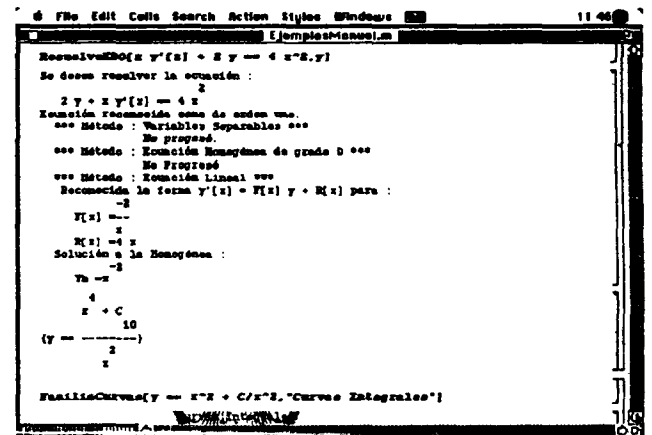 File Edit Cells Search Action Styles Windows 11 46
EjemplosManuel.m
ResuelveEDO[x y'[x] + 2 y == 4 x^2,y]
Se desea resolver la ecuación :
2
2 y + x y'[x] == 4 x
Ecuación reconocida como de orden uno.
*** Método : Variables Separables ***
No progresó.
*** Método : Ecuación Homogénea de grado 0 ***
No Progresó
*** Método : Ecuación Lineal ***
Reconocida la forma y'[x] = F[x] y + R[x] para :
-2
F[x] =--
x
R[x] =4 x
Solución a la Homogénea :
-2
Yh =x
4
x + C
10
{y == ---------}
2
x
FamiliaCurvas[y == x^2 + C/x^2,"Curvas Integrales"]
Curvas Integrales